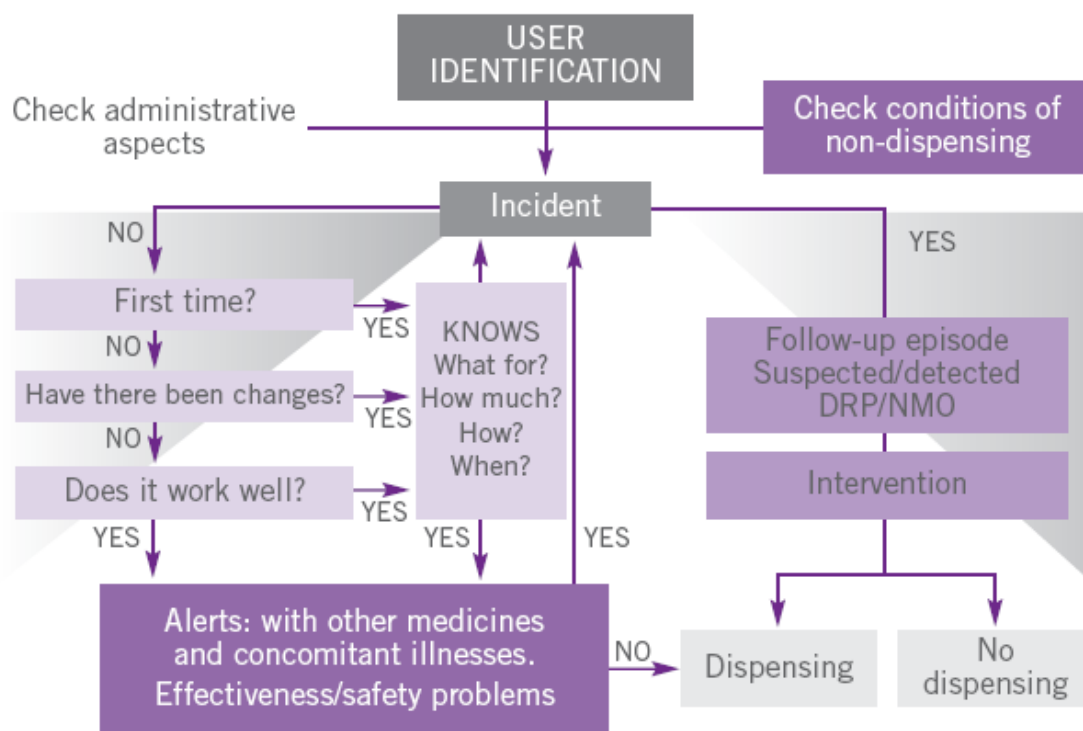 USER
IDENTIFICATION
Check administrative
aspects
Check conditions of
non-dispensing
Incident
NO
YES
First time?
YES
KNOWS
What for?
How much?
How?
When?
NO
Have there been changes?
YES
NO
Does it work well?
YES
Follow-up episode
Suspected/detected
DRP/NMO
Intervention
YES
YES
YES
Alerts: with other medicines
and concomitant illnesses.
Effectiveness/safety problems
NO
Dispensing
No
dispensing